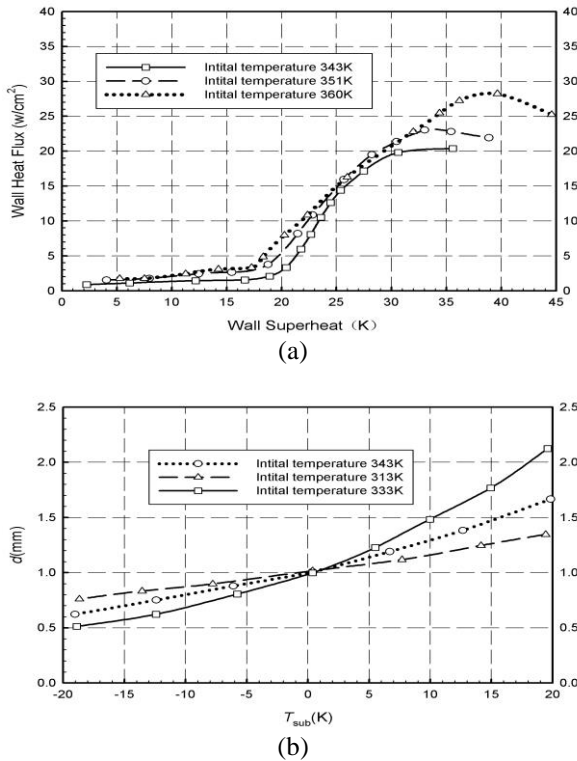 40 40
Intital temperature 343K
35 35
Intital temperature 351K
Intital temperature 360K
30 30
25 25
20 20
15 15
10 10
5 5
0 0
0 5 10 15 20 25 30 35 40 45
Wall Heat Flux (w/cm²)
Wall Superheat (K)
(a)
2.5 2.5
Intital temperature 343K
2.0 2.0
Intital temperature 313K
Intital temperature 333K
1.5 1.5
1.0 1.0
0.5 0.5
0.0 0.0
-20 -15 -10 -5 0 5 10 15 20
d(mm)
Tsub(K)
(b)